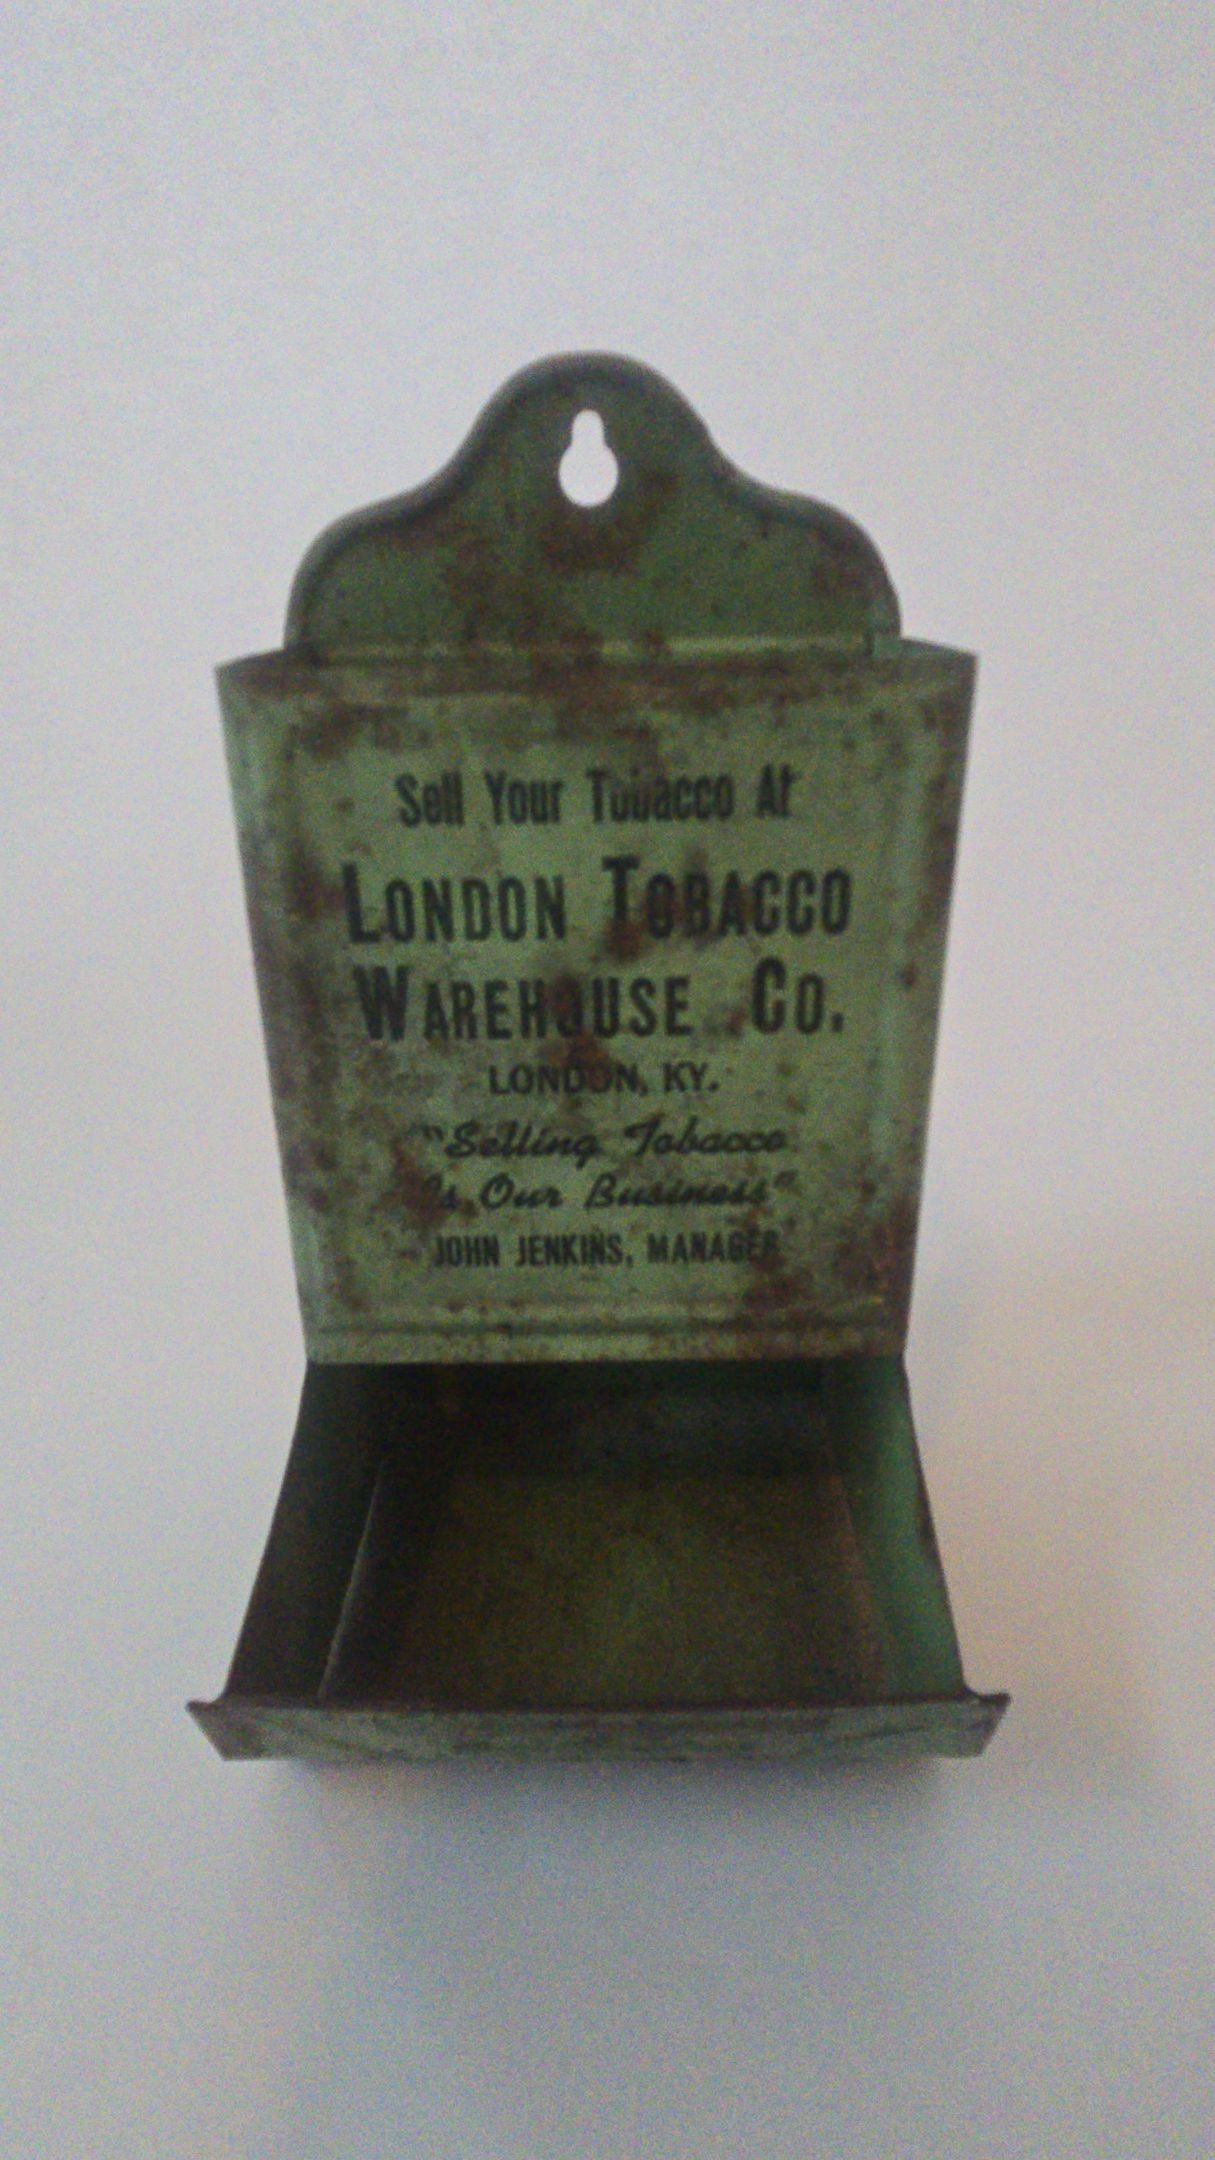 Sell Your Tobacco At
LONDON TOBACCO
WAREHOUSE CO.
LONDON, KY.
"Selling Tobacco
Is Our Business"
JOHN JENKINS, MANAGER